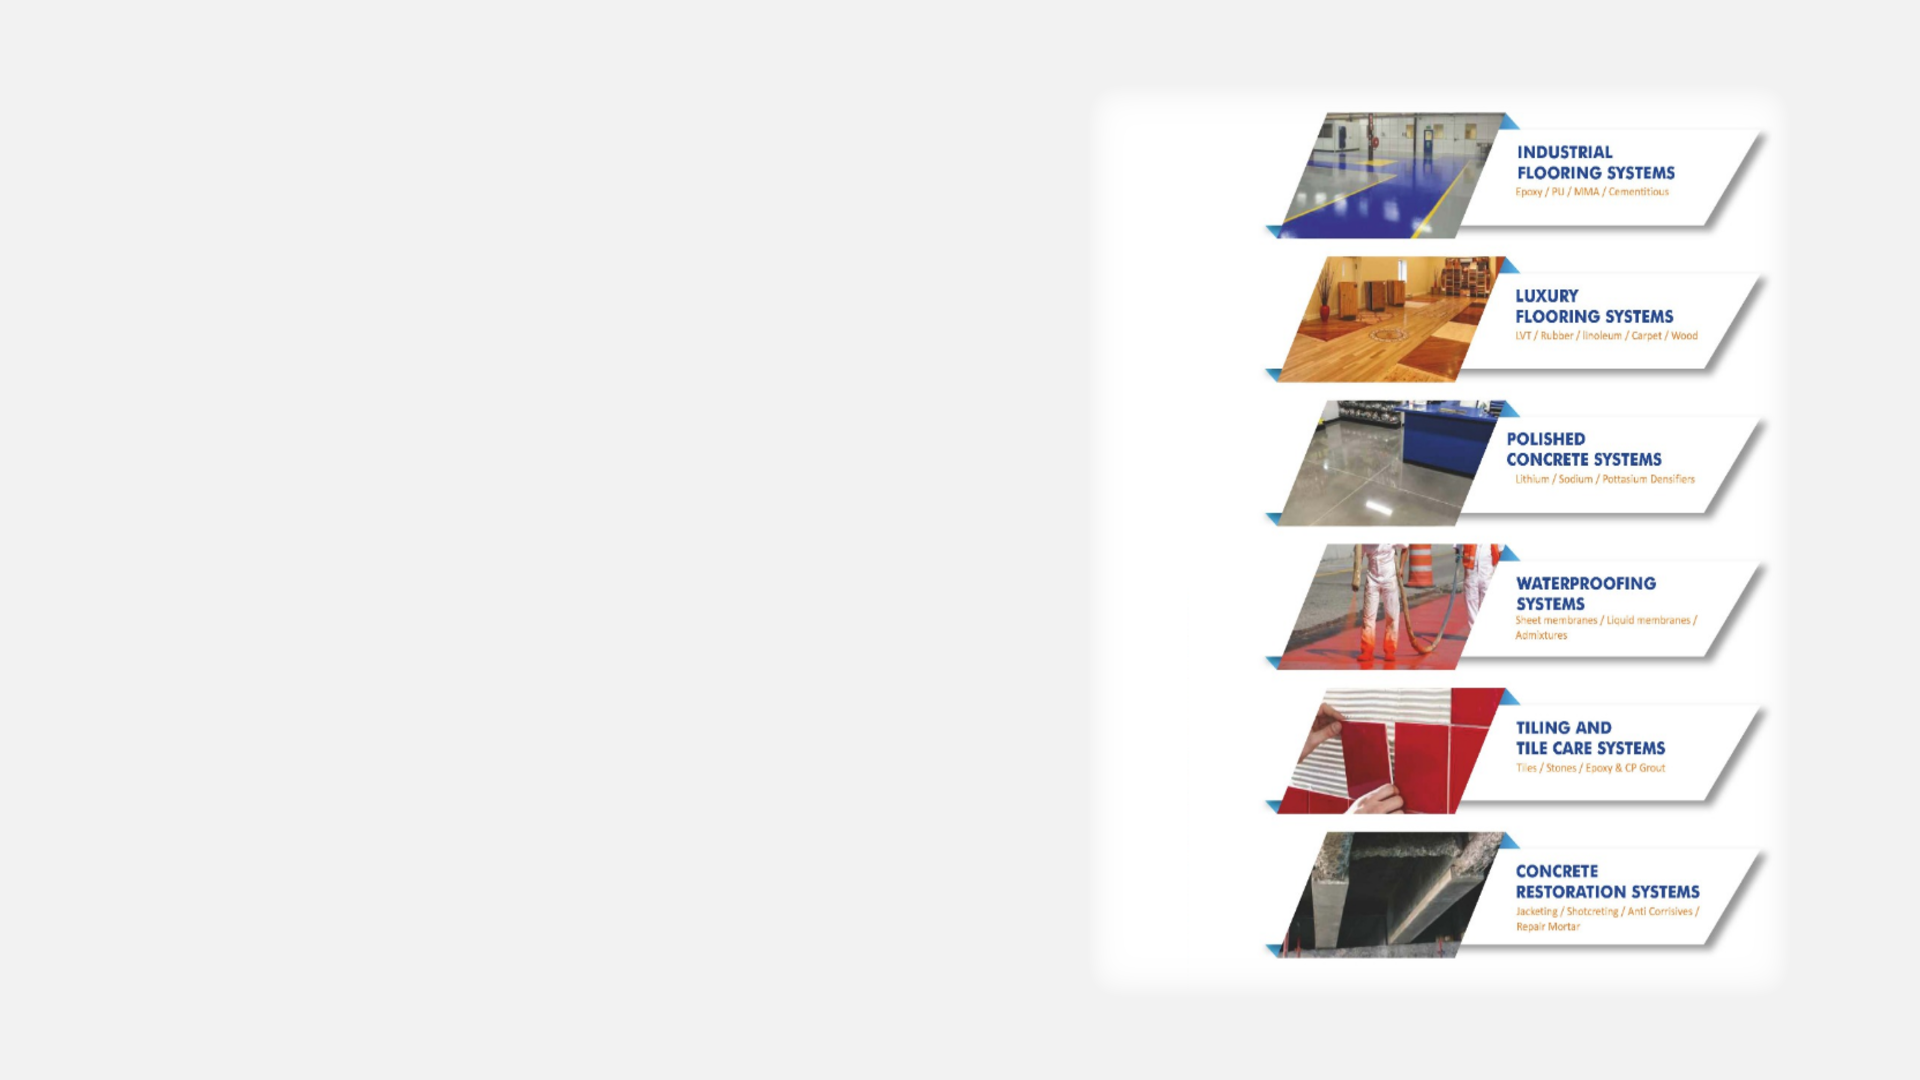 INDUSTRIAL
FLOORING SYSTEMS
Epoxy / PU / MMA / Cementitious
LUXURY
FLOORING SYSTEMS
LVT / Rubber / linoleum / Carpet / Wood
POLISHED
CONCRETE SYSTEMS
Lithium / Sodium / Pottasium Densifiers
WATERPROOFING
SYSTEMS
Sheet membranes / Liquid membranes /
Admixtures
TILING AND
TILE CARE SYSTEMS
Tiles / Stones / Epoxy & CP Grout
CONCRETE
RESTORATION SYSTEMS
Jacketing / Shotcreting / Anti Corrisives /
Repair Mortar